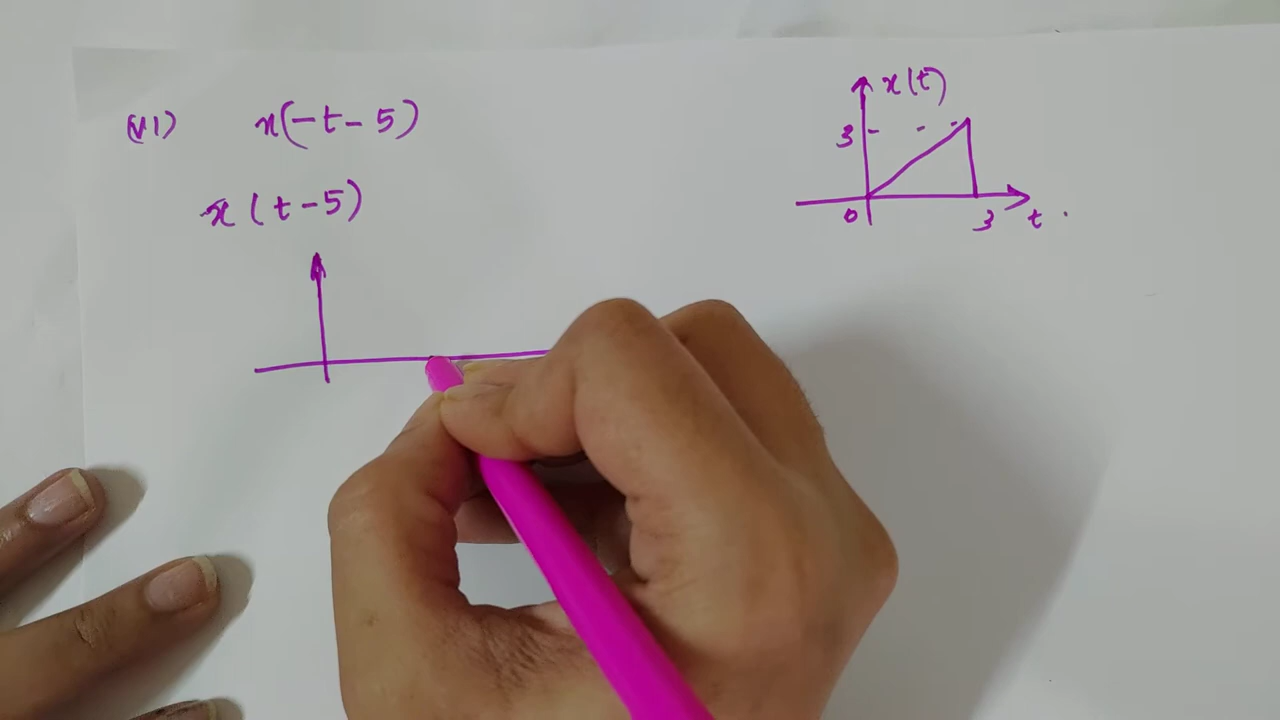 (vi) x(-t-5)
x(t-5)
x(t)
3
0 3 t